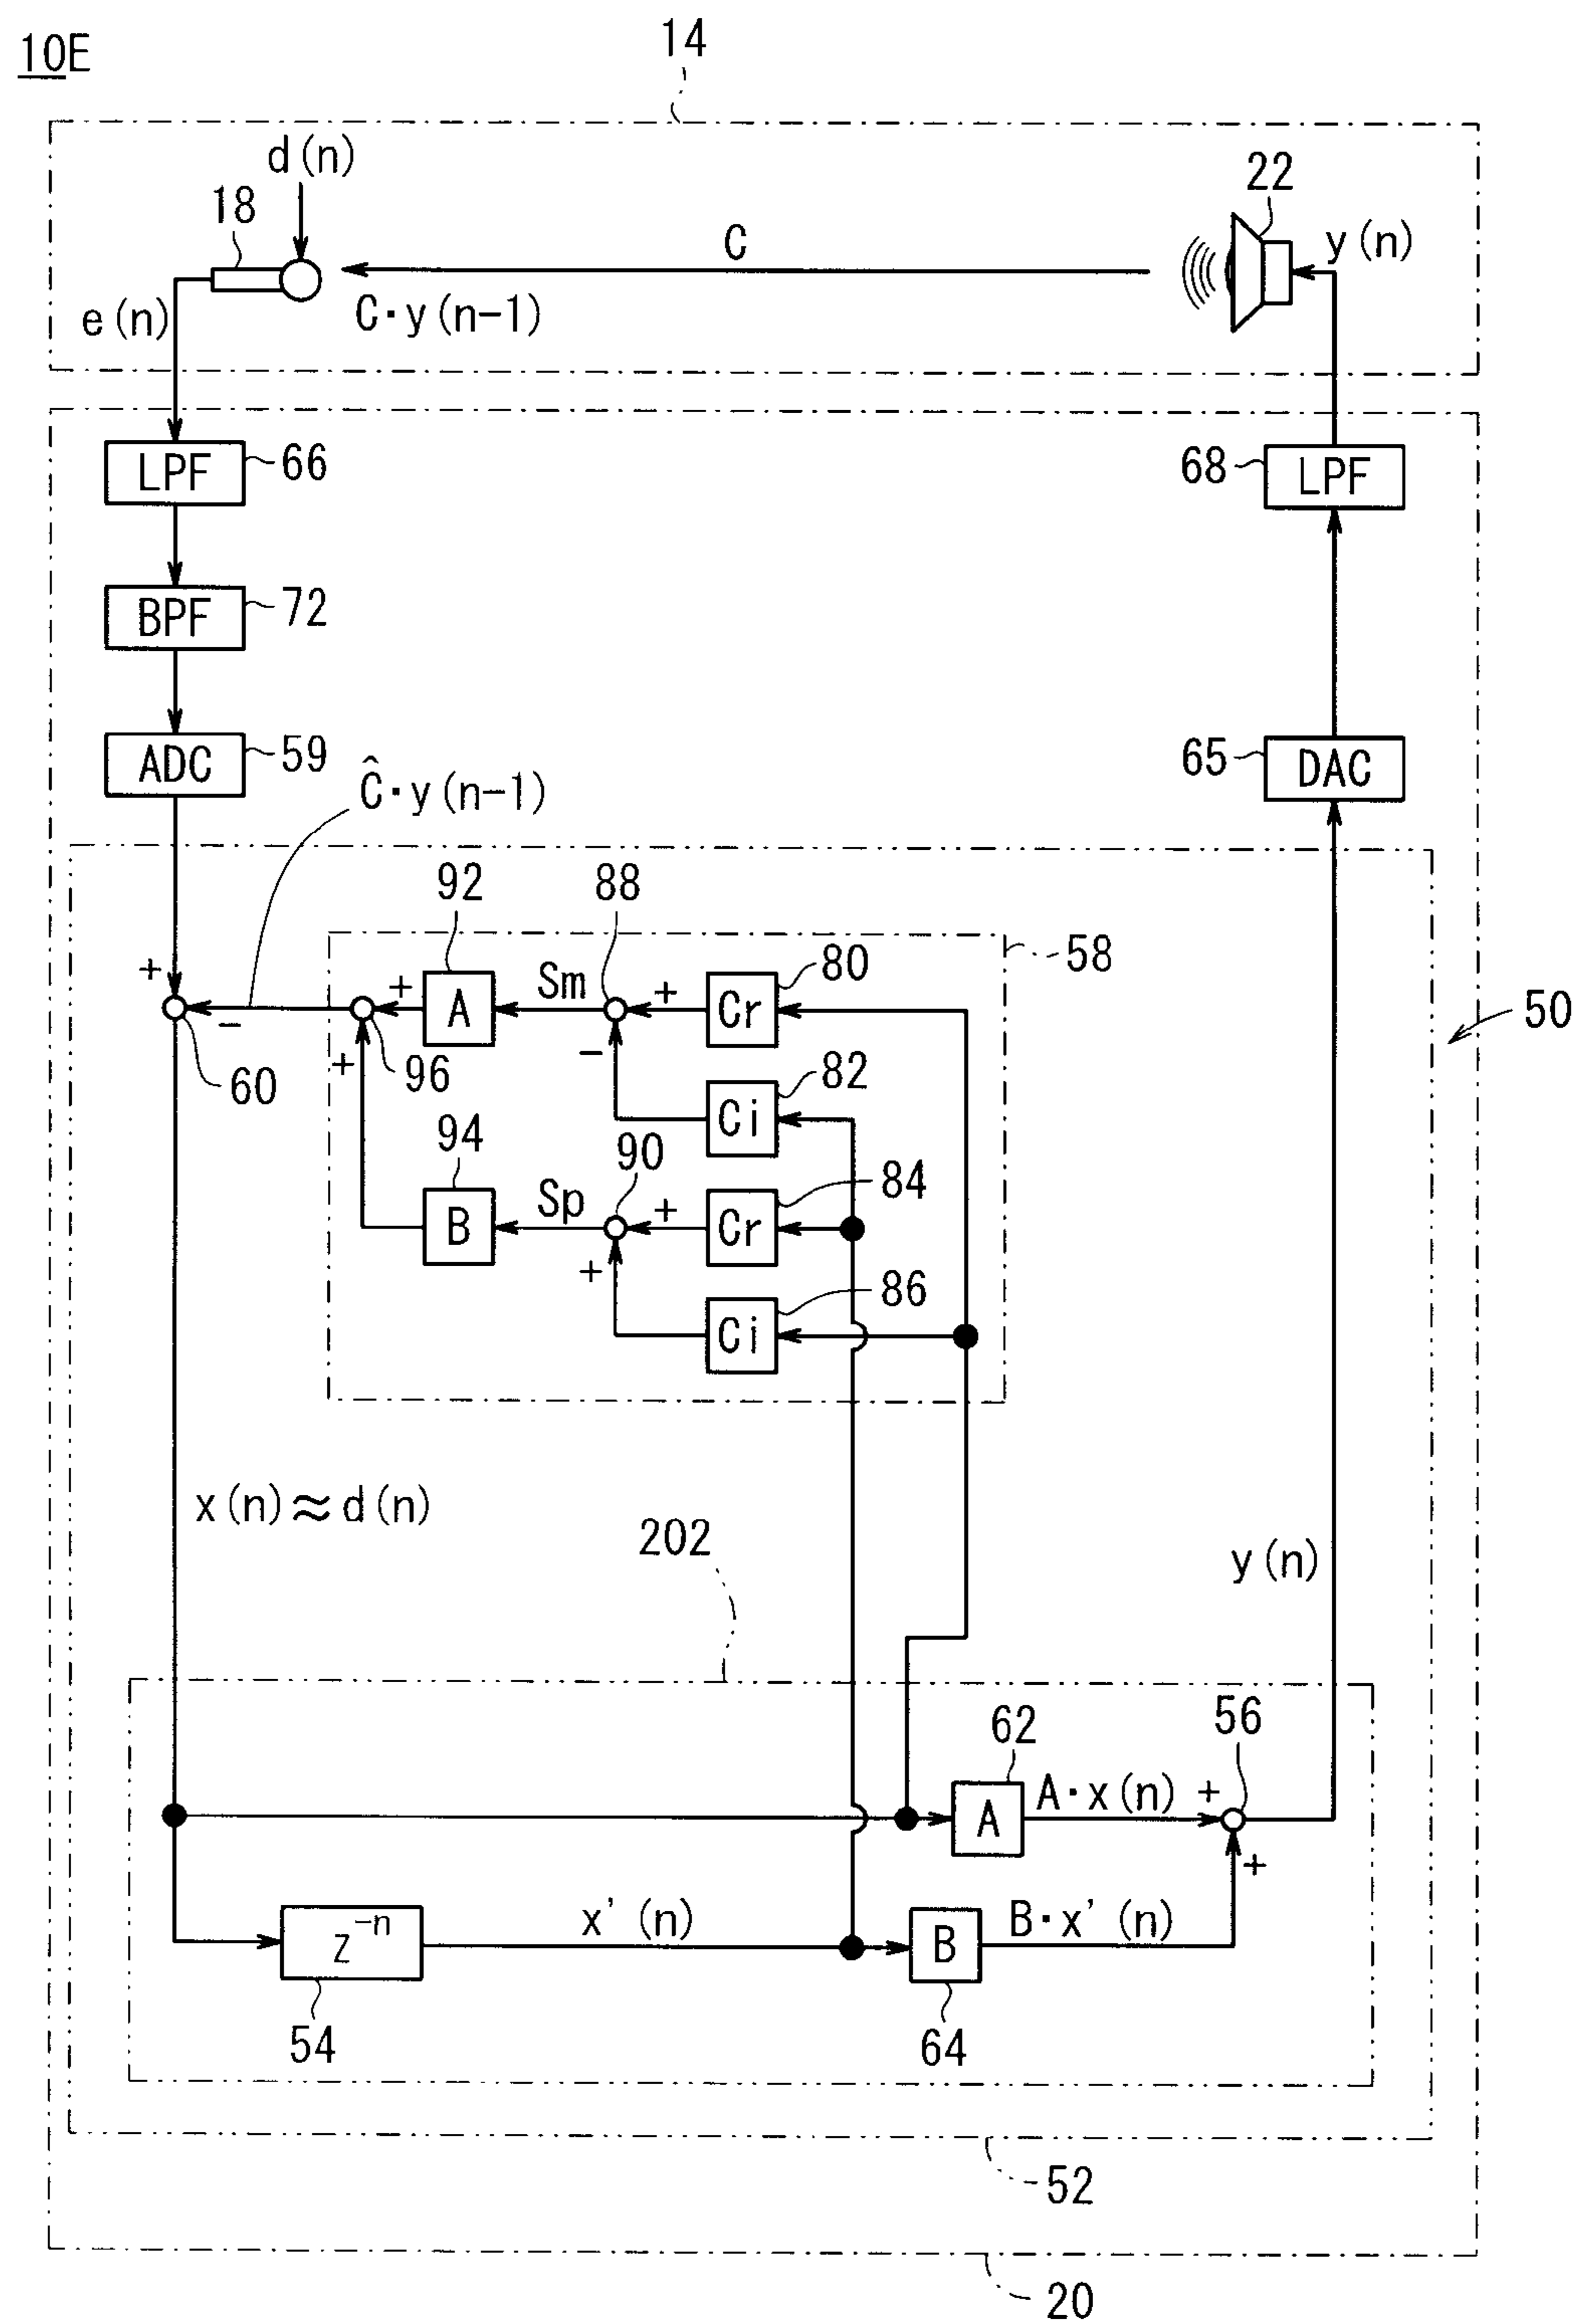 10E
14
d(n)
18
22
C
y(n)
e(n)
C·y(n-1)
LPF
66
68
LPF
BPF
72
ADC
59
65
DAC
Ĉ·y(n-1)
92
88
58
+
A
+
Sm
+
Cr
80
50
-
60
+
96
-
Ci
82
94
90
B
Sp
+
Cr
84
+
Ci
86
x(n)≈d(n)
202
y(n)
62
56
A
A·x(n)
+
+
z⁻ⁿ
x'(n)
B
B·x'(n)
54
64
52
20